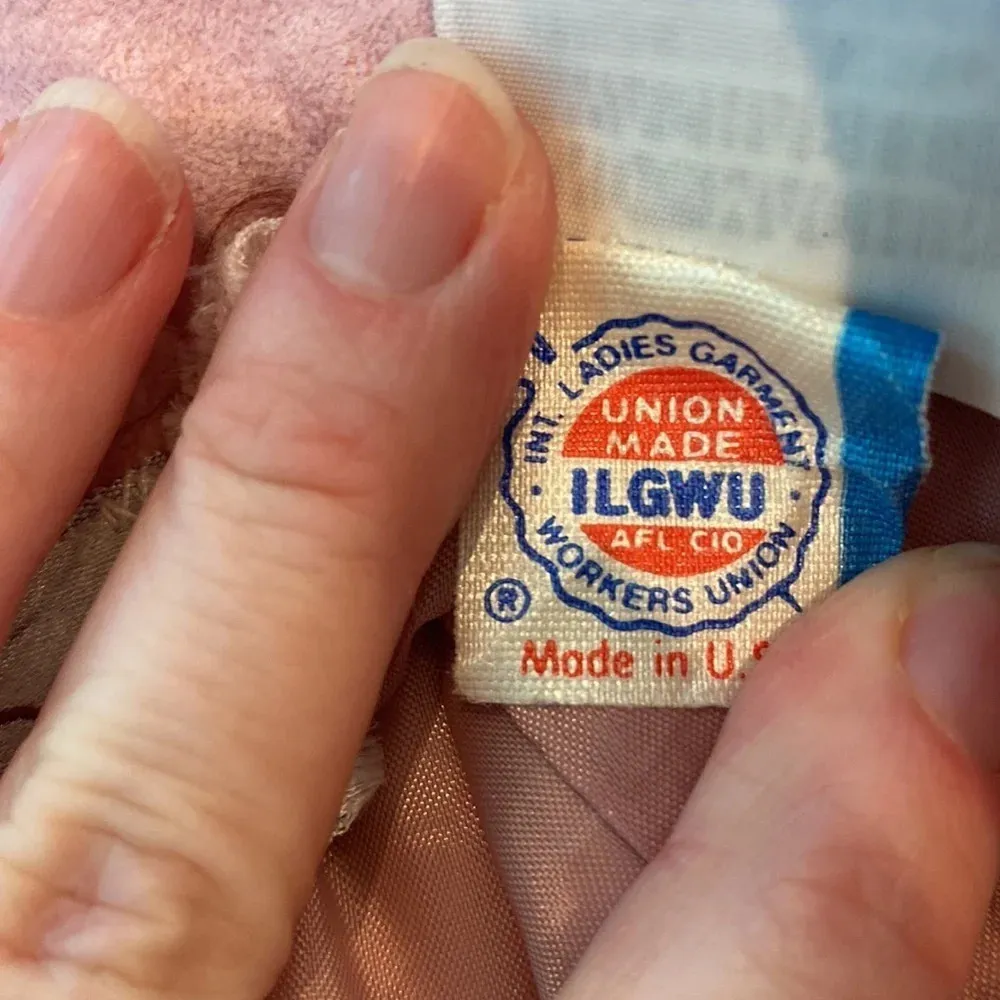 INT. LADIES GARMENT
UNION
MADE
ILGWU
AFL CIO
WORKERS UNION
®
Made in U.S